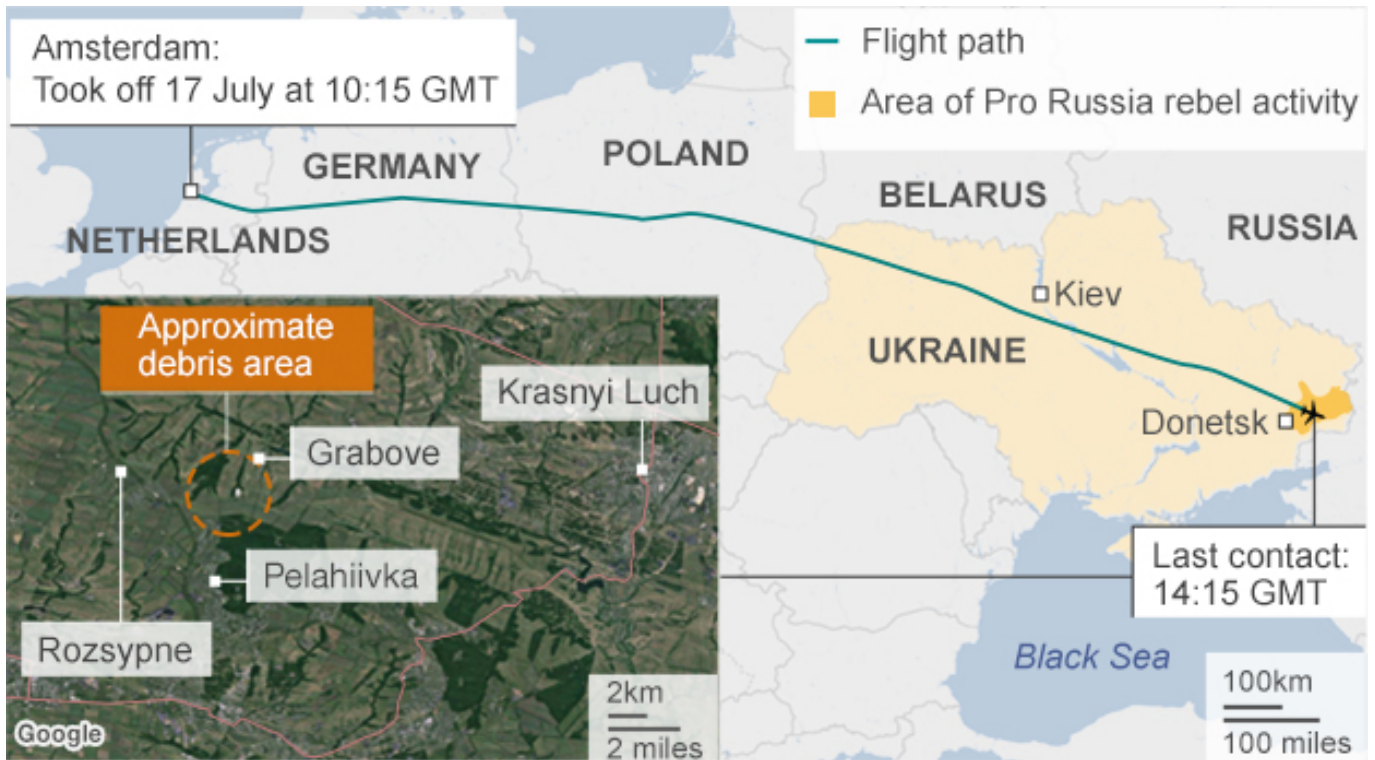 Amsterdam:
Took off 17 July at 10:15 GMT
Flight path
Area of Pro Russia rebel activity
GERMANY
POLAND
BELARUS
RUSSIA
NETHERLANDS
Kiev
UKRAINE
Donetsk
Last contact:
14:15 GMT
Black Sea
100km
100 miles
Approximate
debris area
Krasnyi Luch
Grabove
Pelahiivka
Rozsypne
2km
2 miles
Google